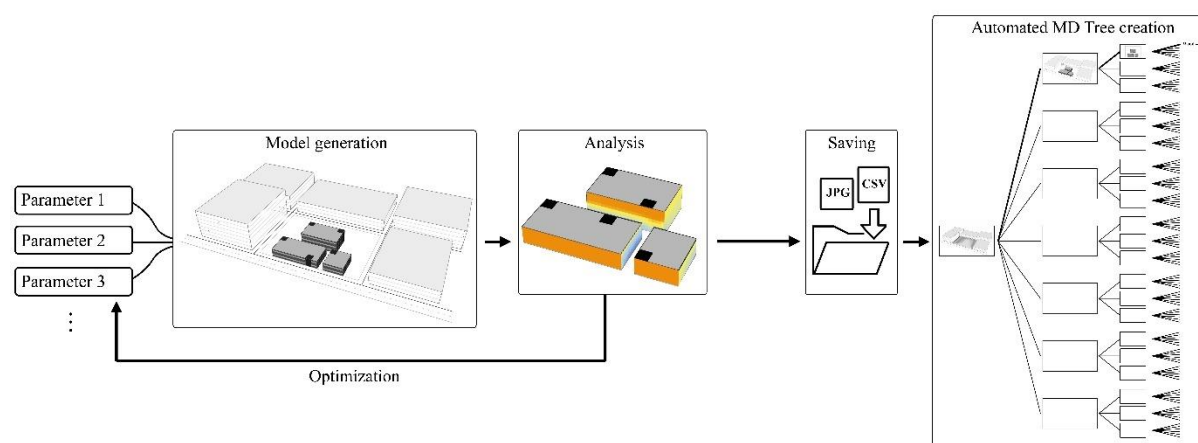 Automated MD Tree creation
Model generation
Analysis
Saving
JPG
CSV
Parameter 1
Parameter 2
Parameter 3
Optimization